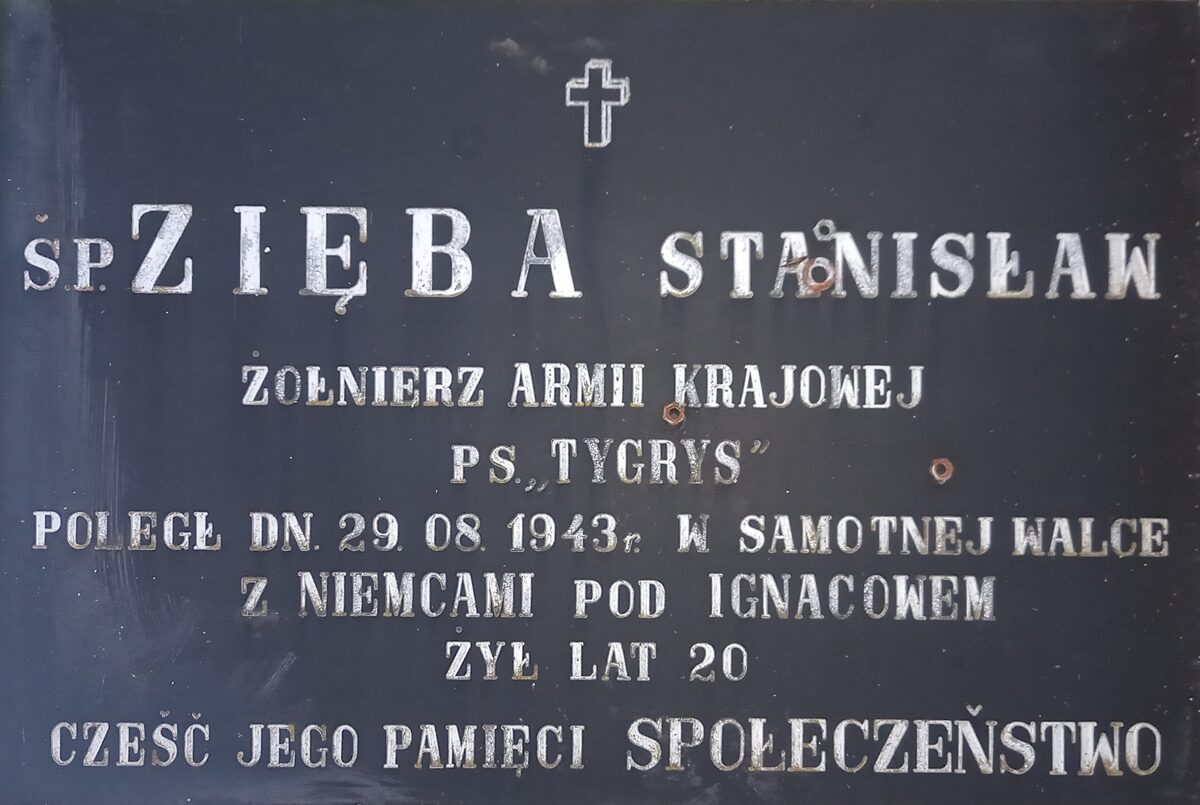 Ś.P. ZIĘBA STANISŁAW
ŻOŁNIERZ ARMII KRAJOWEJ
PS. „TYGRYS”
POLEGŁ DN. 29. 08. 1943r. W SAMOTNEJ WALCE
Z NIEMCAMI POD IGNACOWEM
ŻYŁ LAT 20
CZEŚĆ JEGO PAMIĘCI SPOŁECZEŃSTWO